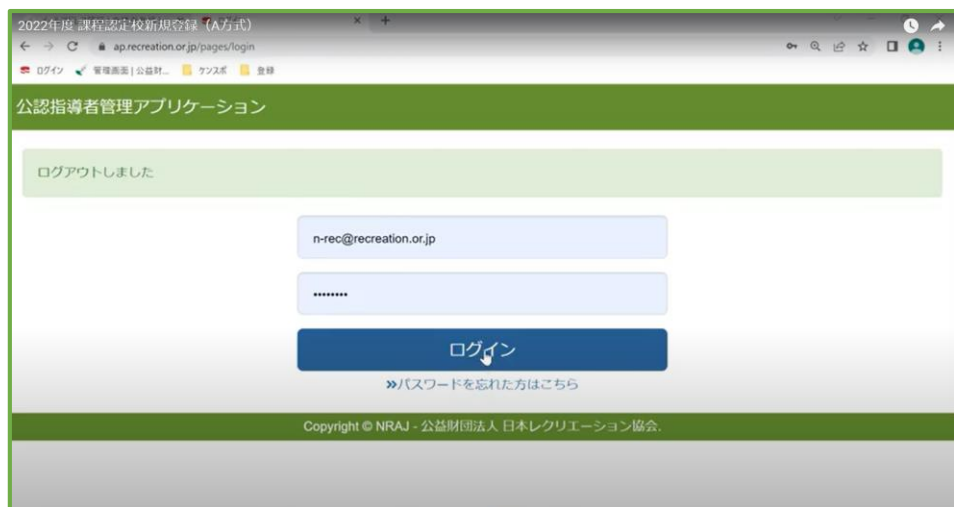 2022年度 課程認定校新規登録（A方式）
ap.recreation.or.jp/pages/login
ログイン 管理画面 | 公益財... ケンスポ 登録
公認指導者管理アプリケーション
ログアウトしました
n-rec@recreation.or.jp
••••••••
ログイン
»パスワードを忘れた方はこちら
Copyright © NRAJ - 公益財団法人 日本レクリエーション協会.